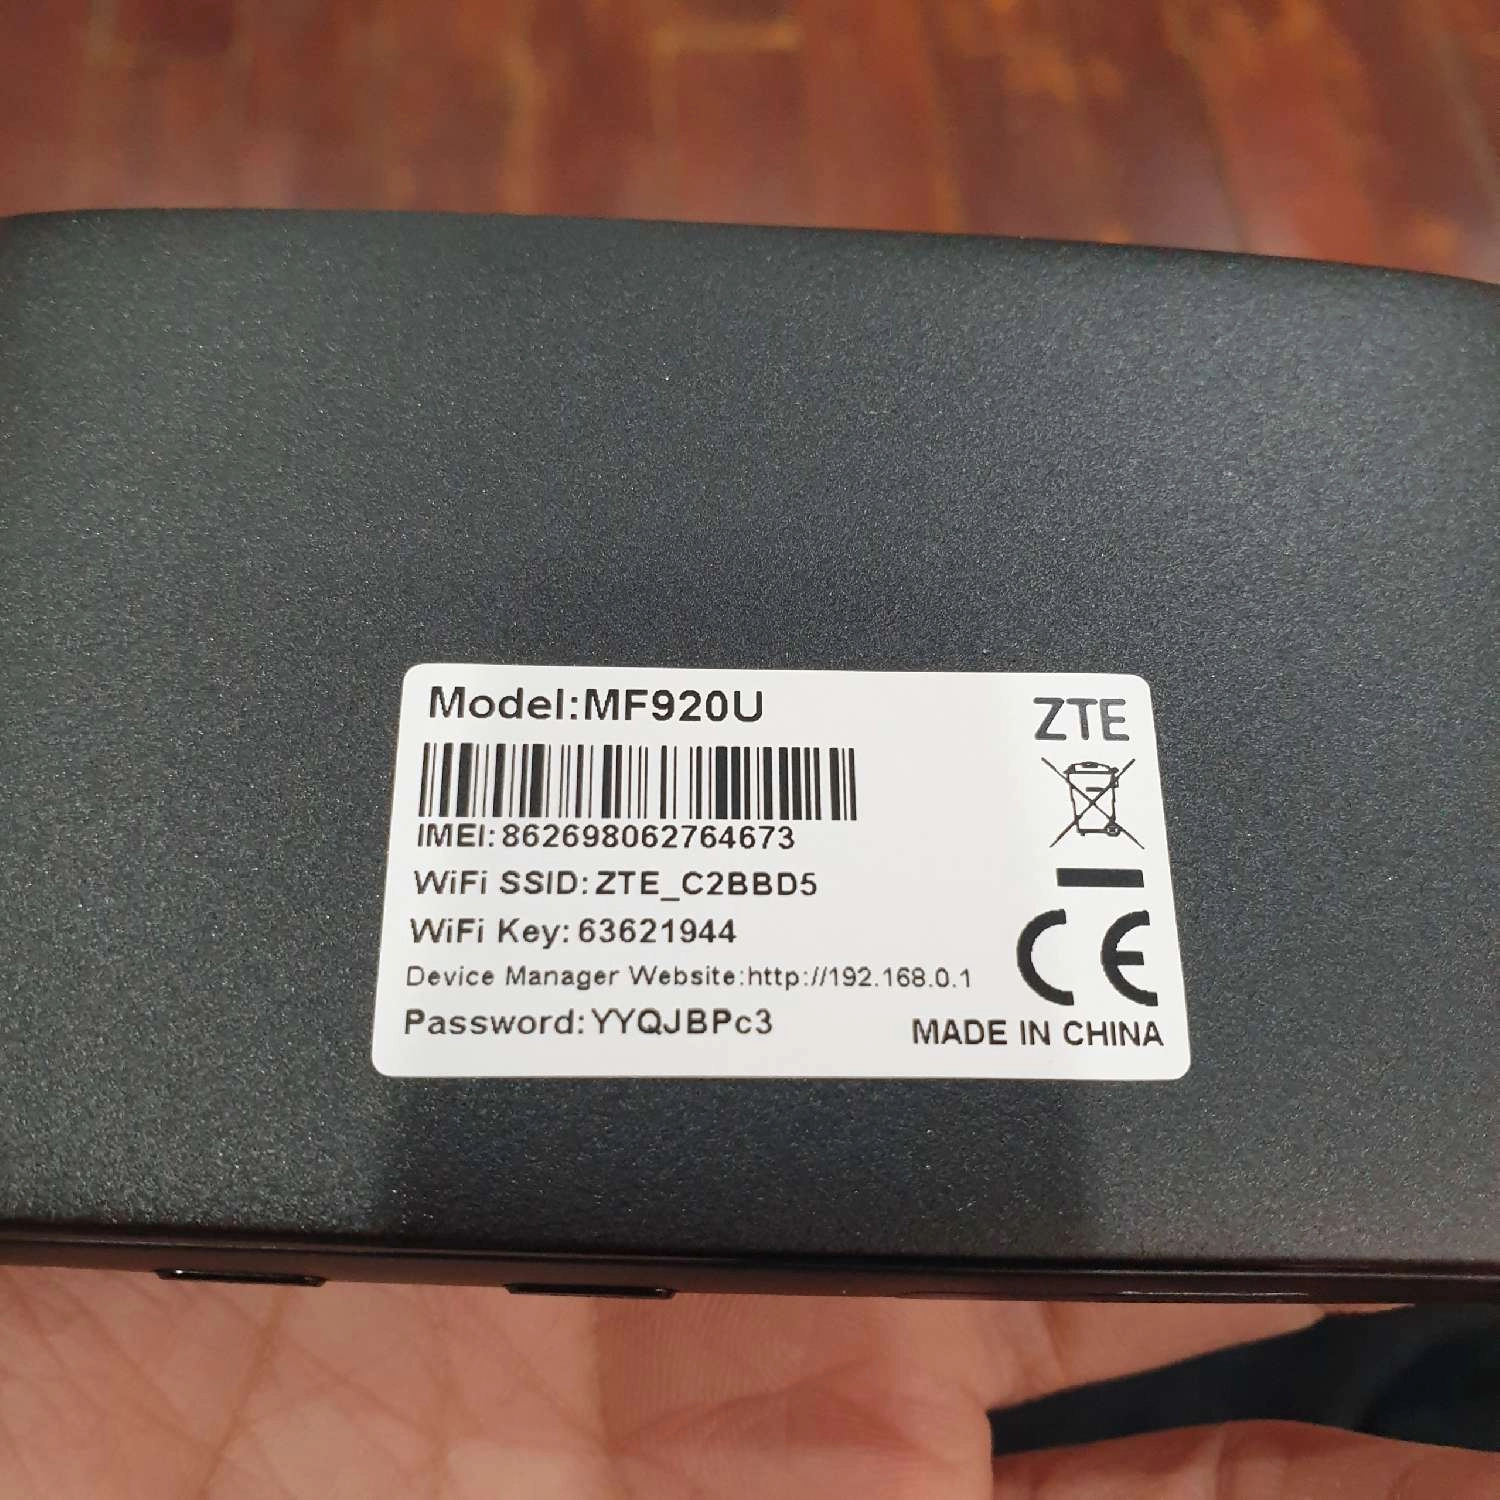 Model:MF920U
ZTE
IMEI: 862698062764673
WiFi SSID: ZTE_C2BBD5
WiFi Key: 63621944
Device Manager Website:http://192.168.0.1
Password: YYQJBPc3
CE
MADE IN CHINA